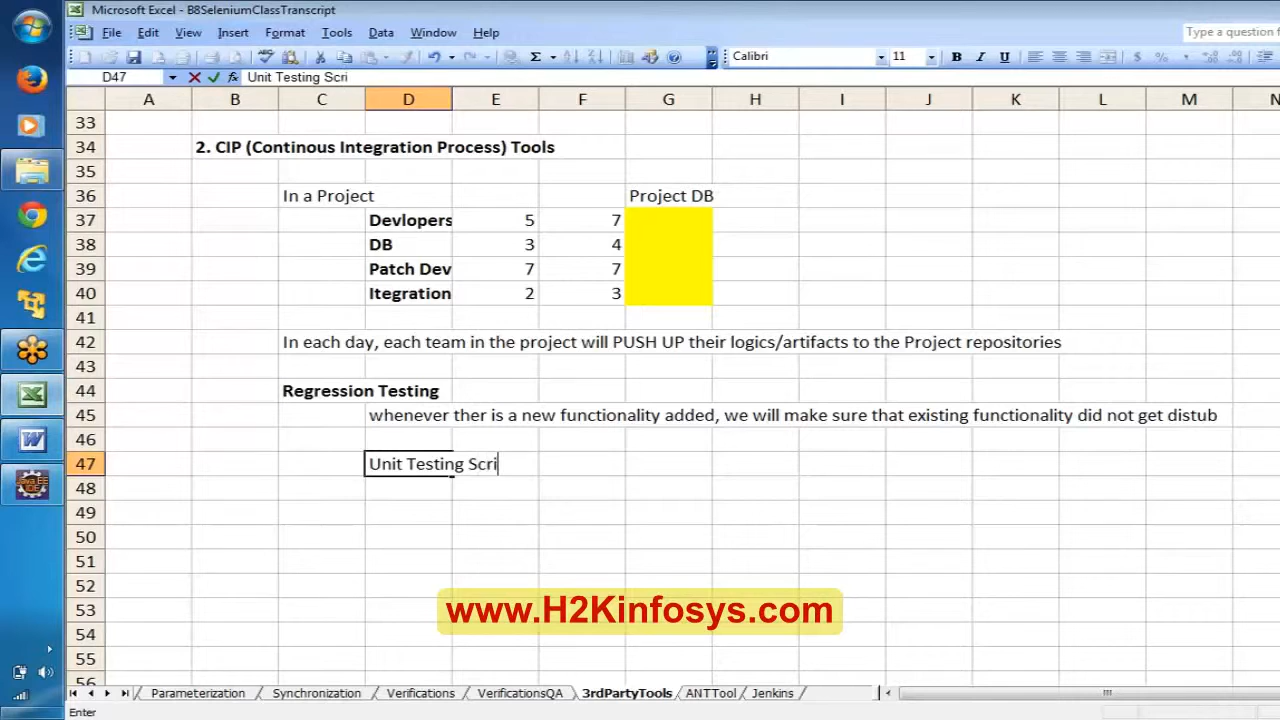 Microsoft Excel - B8SeleniumClassTranscript
File Edit View Insert Format Tools Data Window Help
Type a question f
Calibri 11 B I U $ %
D47 fx Unit Testing Scri
A B C D E F G H I J K L M N
33
34 2. CIP (Continous Integration Process) Tools
35
36 In a Project Project DB
37 Devlopers 5 7
38 DB 3 4
39 Patch Dev 7 7
40 Itegration 2 3
41
42 In each day, each team in the project will PUSH UP their logics/artifacts to the Project repositories
43
44 Regression Testing
45 whenever ther is a new functionality added, we will make sure that existing functionality did not get distub
46
47 Unit Testing Scri
48
49
50
51
52
53
54
55
56
www.H2Kinfosys.com
Parameterization Synchronization Verifications VerificationsQA 3rdPartyTools ANTTool Jenkins
Enter
Java EE
IDE